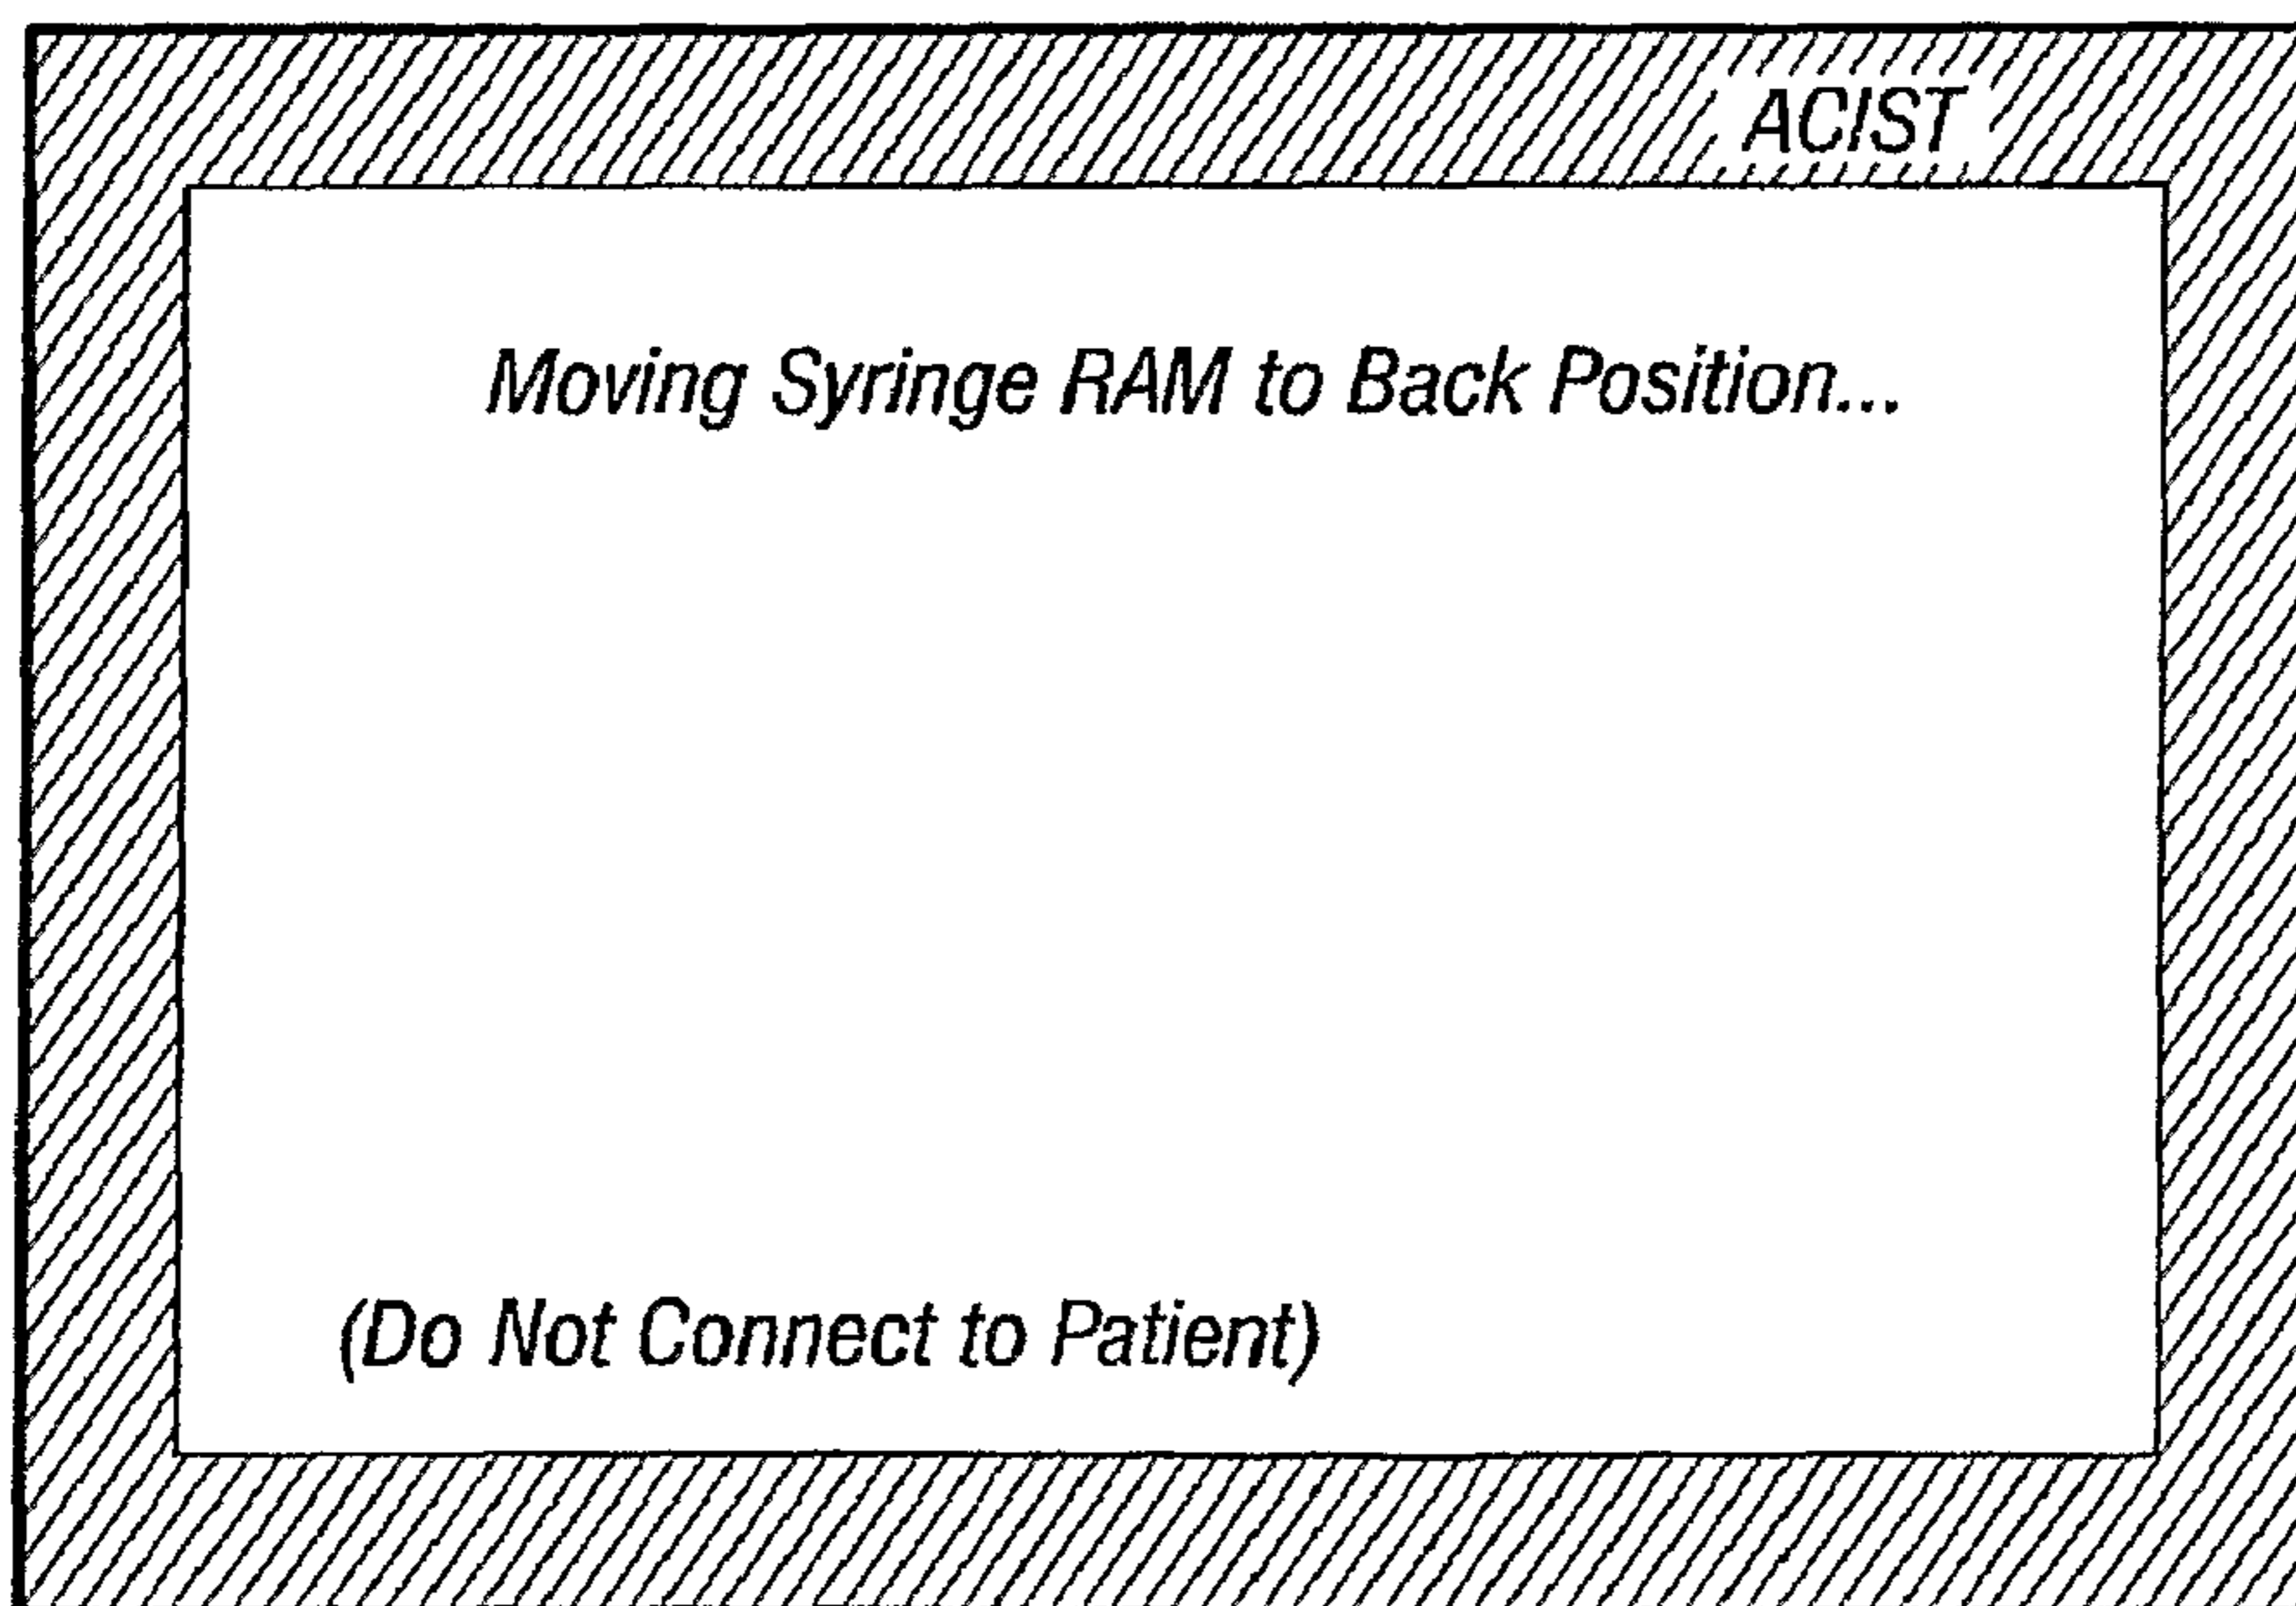 ACIST
Moving Syringe RAM to Back Position...
(Do Not Connect to Patient)